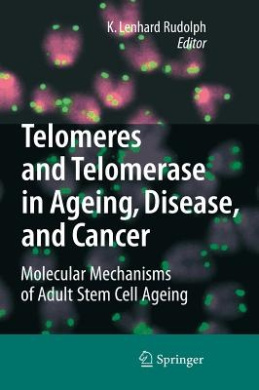 K. Lenhard Rudolph
Editor
Telomeres
and Telomerase
in Ageing, Disease,
and Cancer
Molecular Mechanisms
of Adult Stem Cell Ageing
Springer